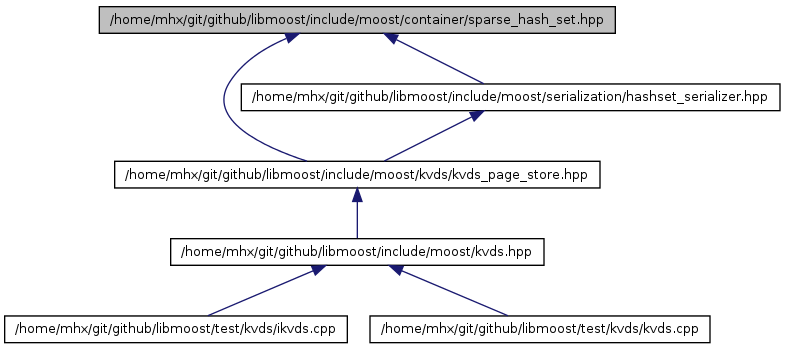 /home/mhx/git/github/libmoost/include/moost/container/sparse_hash_set.hpp
/home/mhx/git/github/libmoost/include/moost/serialization/hashset_serializer.hpp
/home/mhx/git/github/libmoost/include/moost/kvds/kvds_page_store.hpp
/home/mhx/git/github/libmoost/include/moost/kvds.hpp
/home/mhx/git/github/libmoost/test/kvds/ikvds.cpp
/home/mhx/git/github/libmoost/test/kvds/kvds.cpp